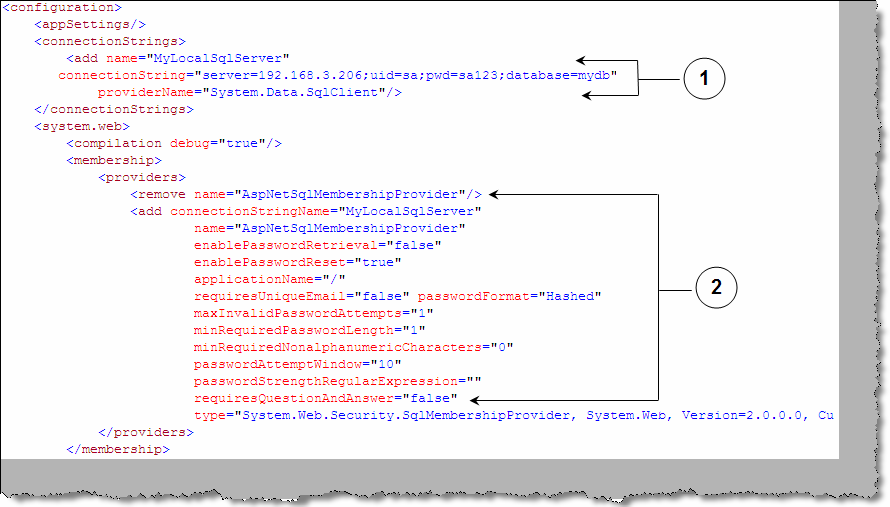 <configuration>
<appSettings/>
<connectionStrings>
<add name="MyLocalSqlServer"
connectionString="server=192.168.3.206;uid=sa;pwd=sa123;database=mydb"
providerName="System.Data.SqlClient"/>
1
</connectionStrings>
<system.web>
<compilation debug="true"/>
<membership>
<providers>
<remove name="AspNetSqlMembershipProvider"/>
<add connectionStringName="MyLocalSqlServer"
name="AspNetSqlMembershipProvider"
enablePasswordRetrieval="false"
enablePasswordReset="true"
applicationName="/"
2
requiresUniqueEmail="false" passwordFormat="Hashed"
maxInvalidPasswordAttempts="1"
minRequiredPasswordLength="1"
minRequiredNonalphanumericCharacters="0"
passwordAttemptWindow="10"
passwordStrengthRegularExpression=""
requiresQuestionAndAnswer="false"
type="System.Web.Security.SqlMembershipProvider, System.Web, Version=2.0.0.0, Cu
</providers>
</membership>